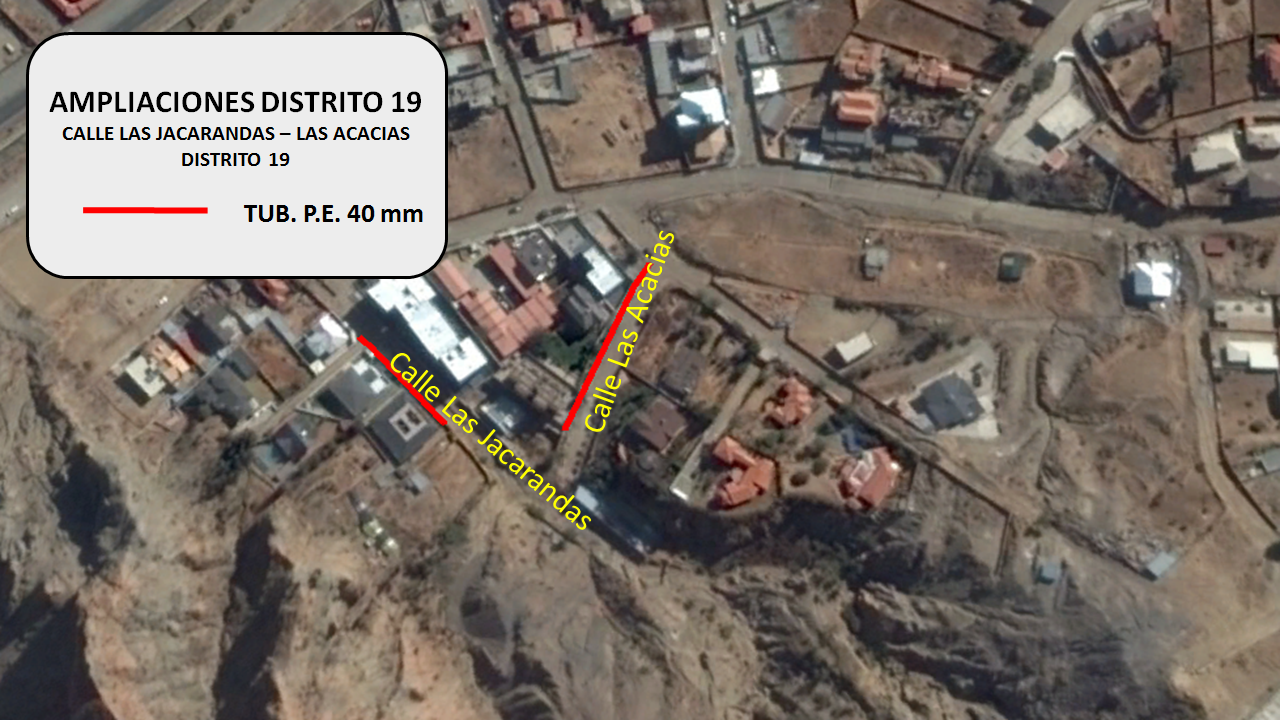 AMPLIACIONES DISTRITO 19
CALLE LAS JACARANDAS – LAS ACACIAS
DISTRITO 19
TUB. P.E. 40 mm
Calle Las Acacias
Calle Las Jacarandas